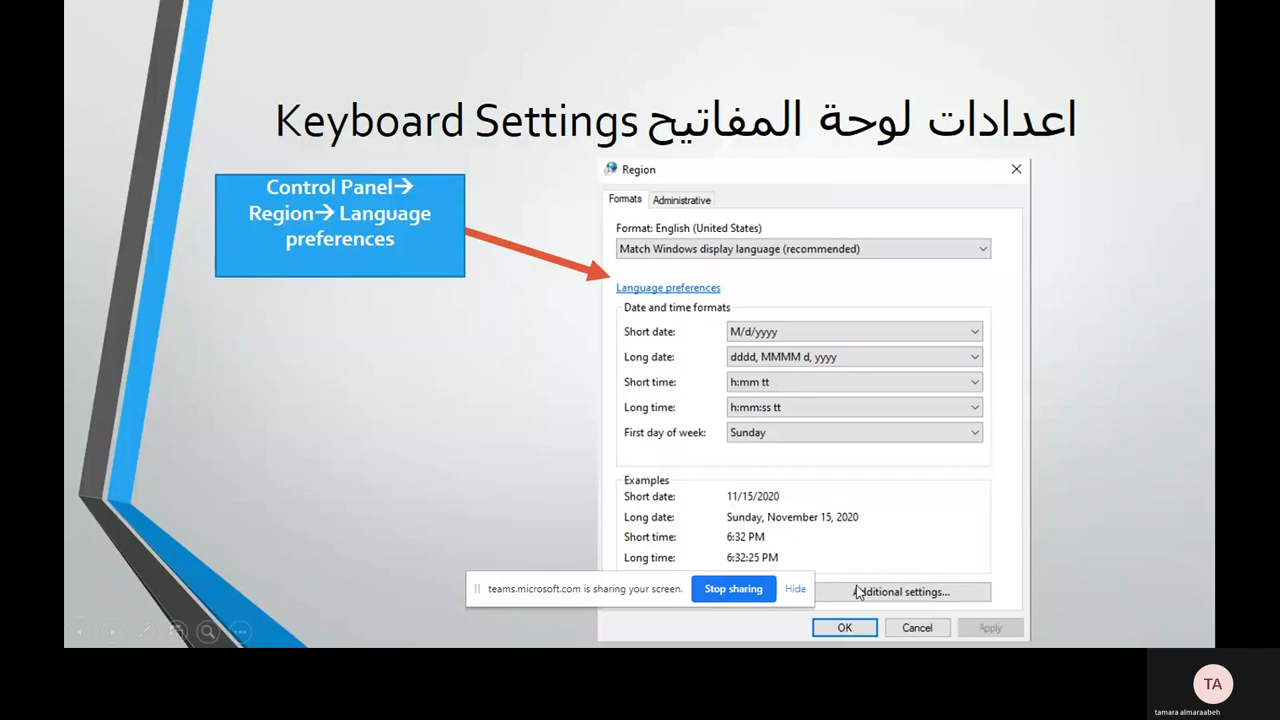 Keyboard Settings اعدادات لوحة المفاتيح
Control Panel→
Region→ Language
preferences
Region
Formats Administrative
Format: English (United States)
Match Windows display language (recommended)
Language preferences
Date and time formats
Short date: M/d/yyyy
Long date: dddd, MMMM d, yyyy
Short time: h:mm tt
Long time: h:mm:ss tt
First day of week: Sunday
Examples
Short date: 11/15/2020
Long date: Sunday, November 15, 2020
Short time: 6:32 PM
Long time: 6:32:25 PM
teams.microsoft.com is sharing your screen. Stop sharing Hide
Additional settings...
OK Cancel Apply
TA
tamara almaraabeh